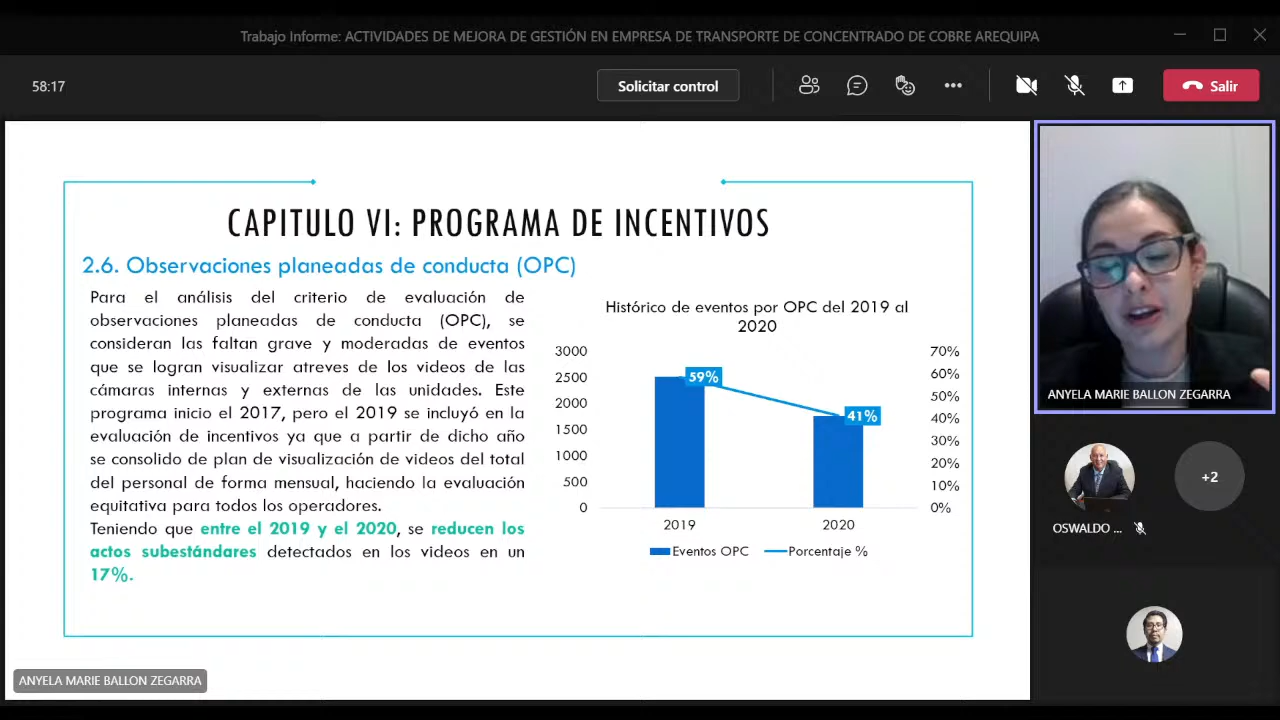 Trabajo Informe: ACTIVIDADES DE MEJORA DE GESTIÓN EN EMPRESA DE TRANSPORTE DE CONCENTRADO DE COBRE AREQUIPA
58:17
Solicitar control
Salir
CAPITULO VI: PROGRAMA DE INCENTIVOS
2.6. Observaciones planeadas de conducta (OPC)
Para el análisis del criterio de evaluación de
observaciones planeadas de conducta (OPC), se
consideran las faltan grave y moderadas de eventos
que se logran visualizar atreves de los videos de las
cámaras internas y externas de las unidades. Este
programa inicio el 2017, pero el 2019 se incluyó en la
evaluación de incentivos ya que a partir de dicho año
se consolido de plan de visualización de videos del total
del personal de forma mensual, haciendo la evaluación
equitativa para todos los operadores.
Teniendo que entre el 2019 y el 2020, se reducen los
actos subestándares detectados en los videos en un
17%.
Histórico de eventos por OPC del 2019 al
2020
3000
2500
2000
1500
1000
500
0
59%
41%
70%
60%
50%
40%
30%
20%
10%
0%
2019
2020
Eventos OPC
Porcentaje %
ANYELA MARIE BALLON ZEGARRA
OSWALDO ...
+2
ANYELA MARIE BALLON ZEGARRA